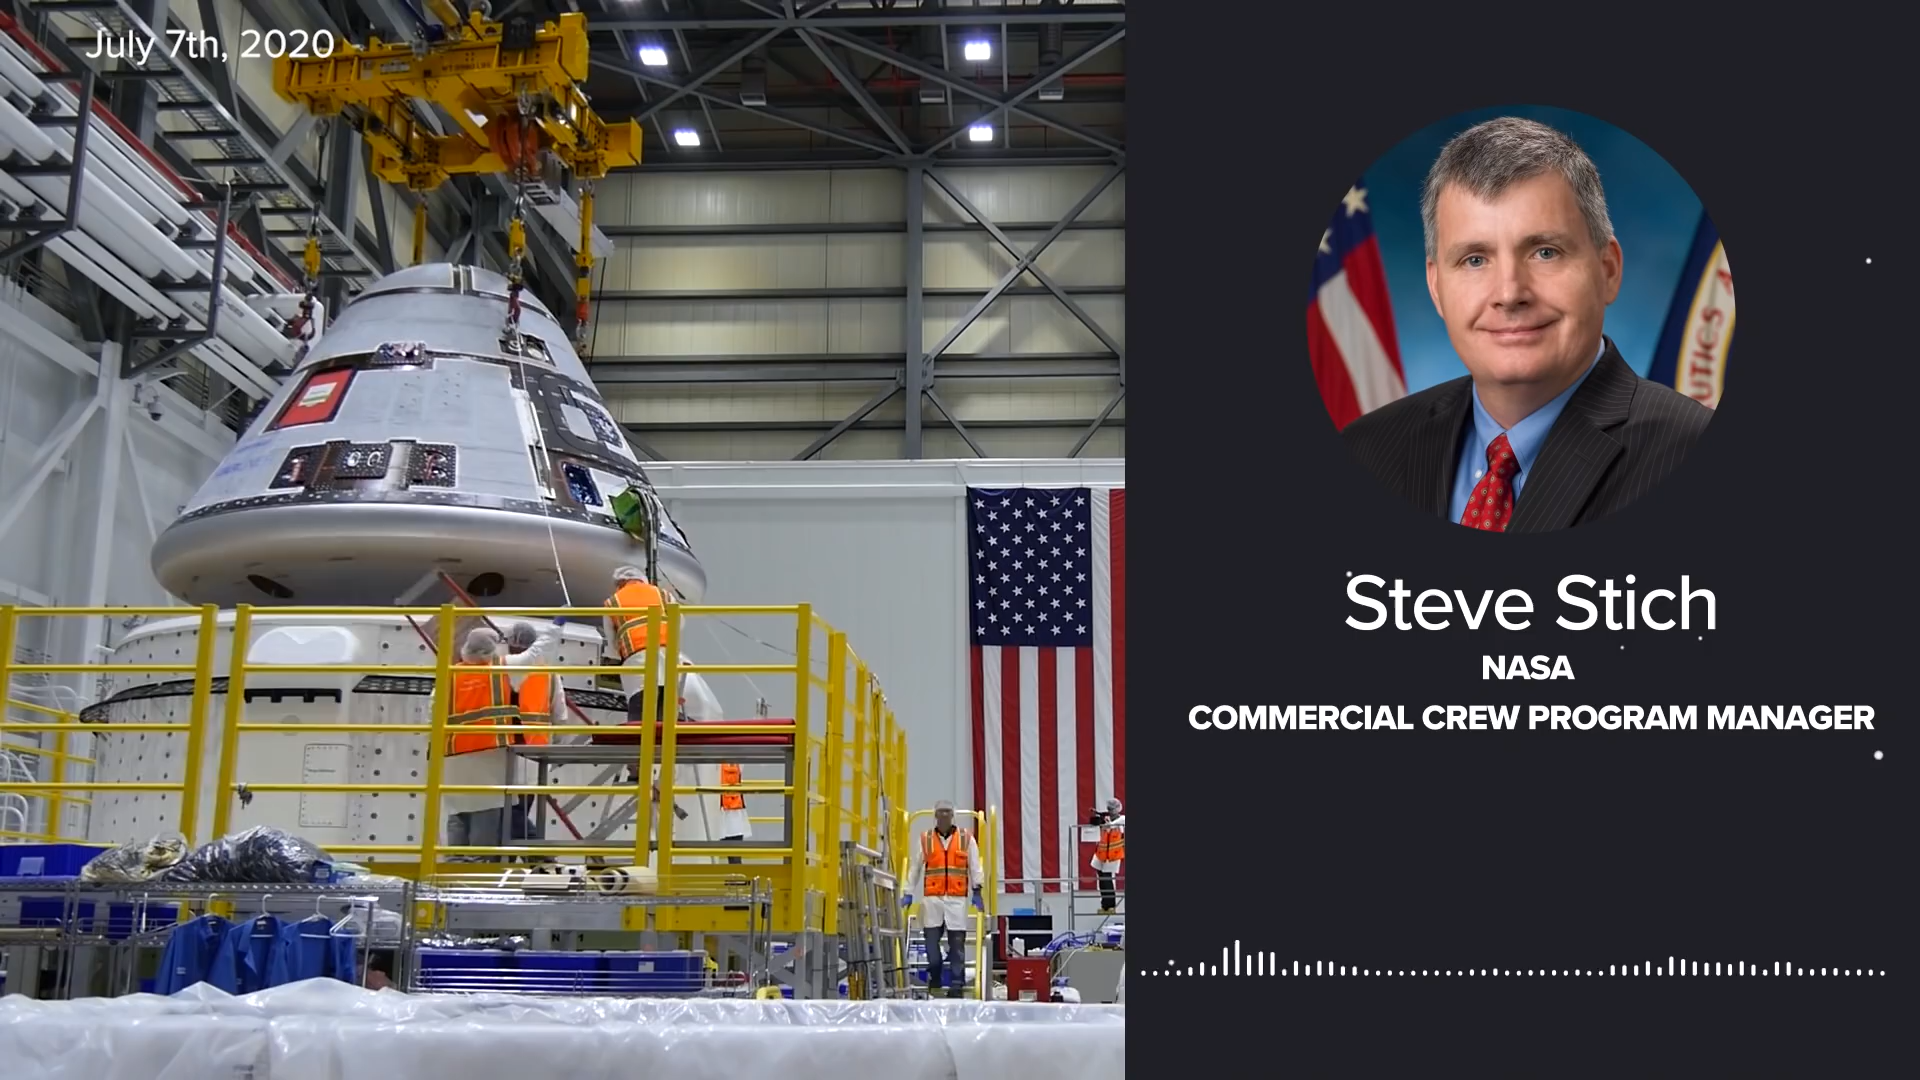 July 7th, 2020
Steve Stich
NASA
COMMERCIAL CREW PROGRAM MANAGER